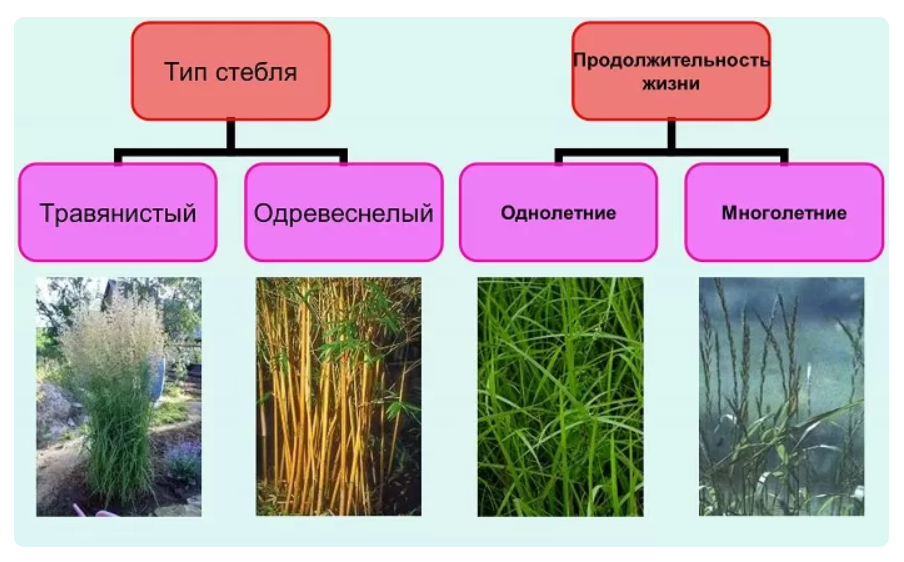 Тип стебля
Продолжительность
жизни
Травянистый
Одревеснелый
Однолетние
Многолетние